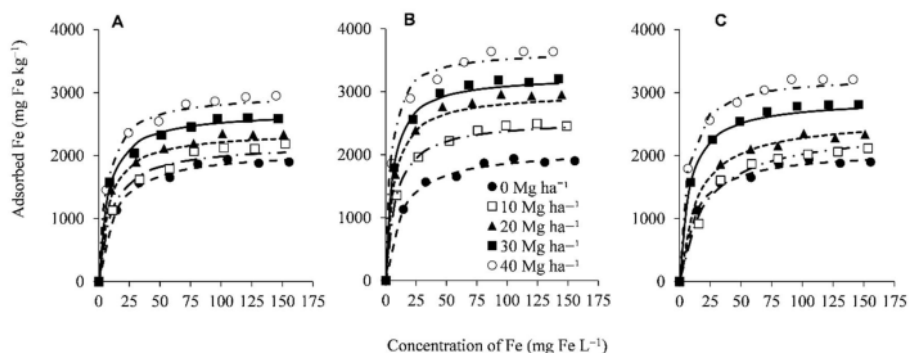 A
B
C
Adsorbed Fe (mg Fe kg⁻¹)
4000
3000
2000
1000
0
0 25 50 75 100 125 150 175
4000
3000
2000
1000
0
0 25 50 75 100 125 150 175
0 Mg ha⁻¹
10 Mg ha⁻¹
20 Mg ha⁻¹
30 Mg ha⁻¹
40 Mg ha⁻¹
4000
3000
2000
1000
0
0 25 50 75 100 125 150 175
Concentration of Fe (mg Fe L⁻¹)